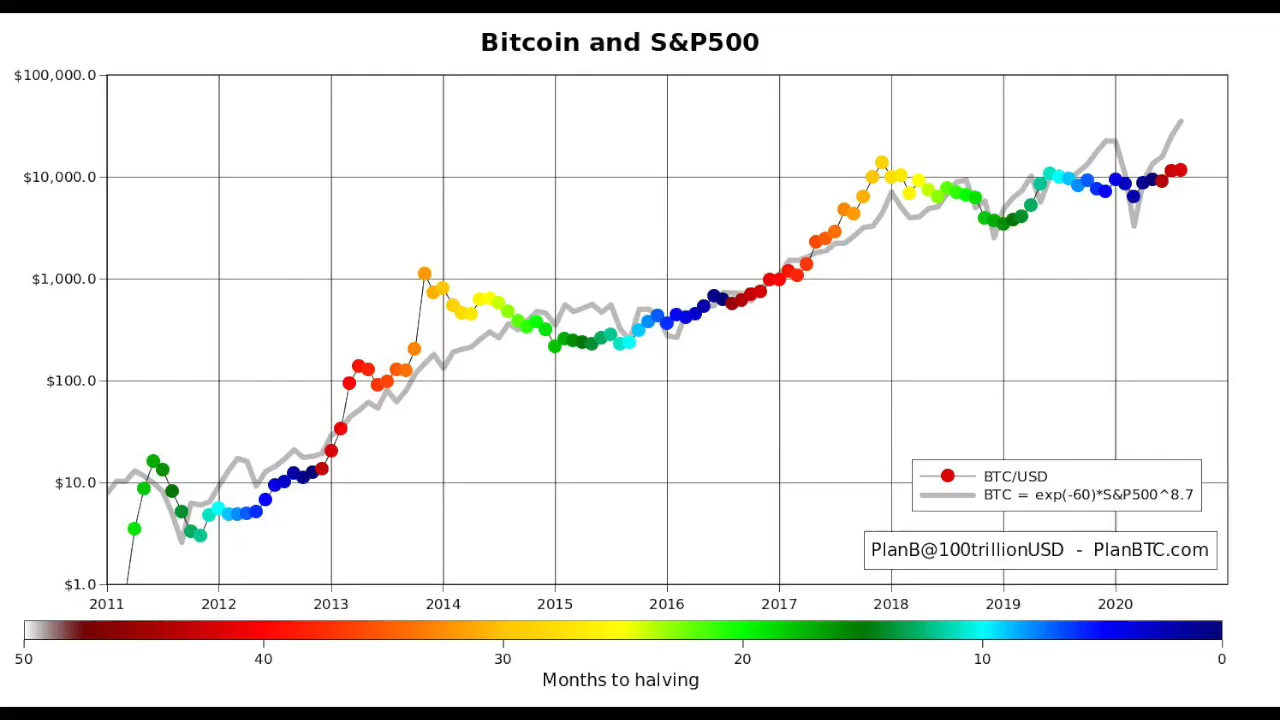 Bitcoin and S&P500
$100,000.0
$10,000.0
$1,000.0
$100.0
$10.0
$1.0
BTC/USD
BTC = exp(-60)*S&P500^8.7
PlanB@100trillionUSD - PlanBTC.com
2011 2012 2013 2014 2015 2016 2017 2018 2019 2020
50 40 30 20 10 0
Months to halving